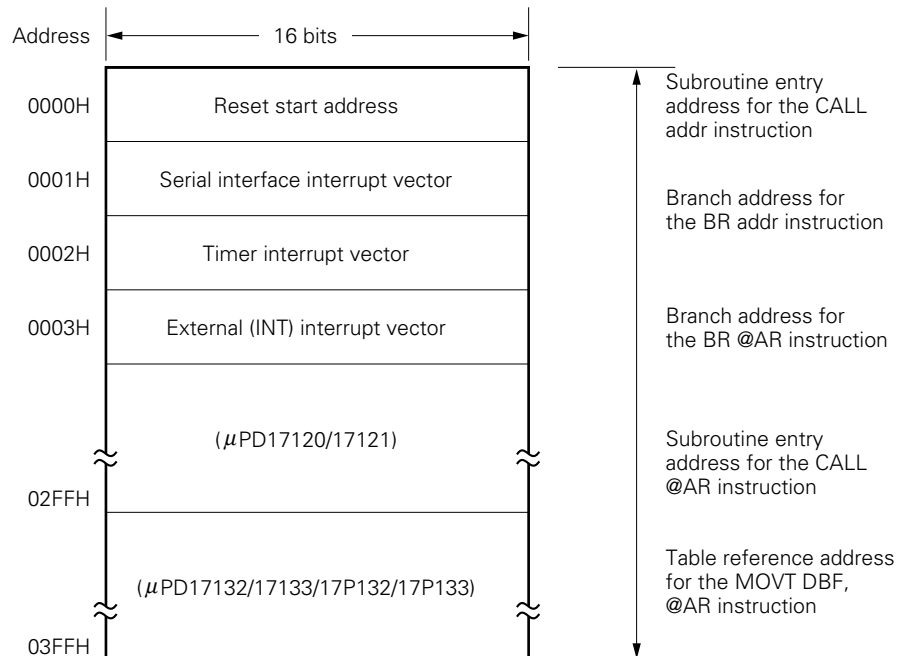 Address
16 bits
0000H
Reset start address
0001H
Serial interface interrupt vector
0002H
Timer interrupt vector
0003H
External (INT) interrupt vector
(μPD17120/17121)
02FFH
(μPD17132/17133/17P132/17P133)
03FFH
Subroutine entry
address for the CALL
addr instruction
Branch address for
the BR addr instruction
Branch address for
the BR @AR instruction
Subroutine entry
address for the CALL
@AR instruction
Table reference address
for the MOVT DBF,
@AR instruction